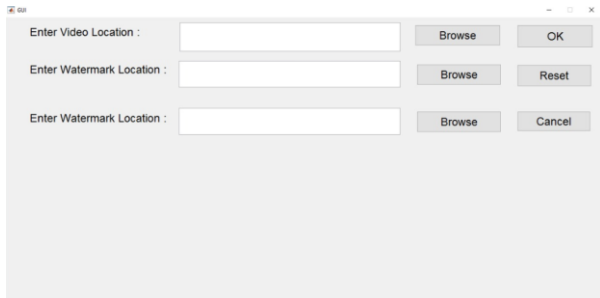 GUI
Enter Video Location :
Browse
OK
Enter Watermark Location :
Browse
Reset
Enter Watermark Location :
Browse
Cancel